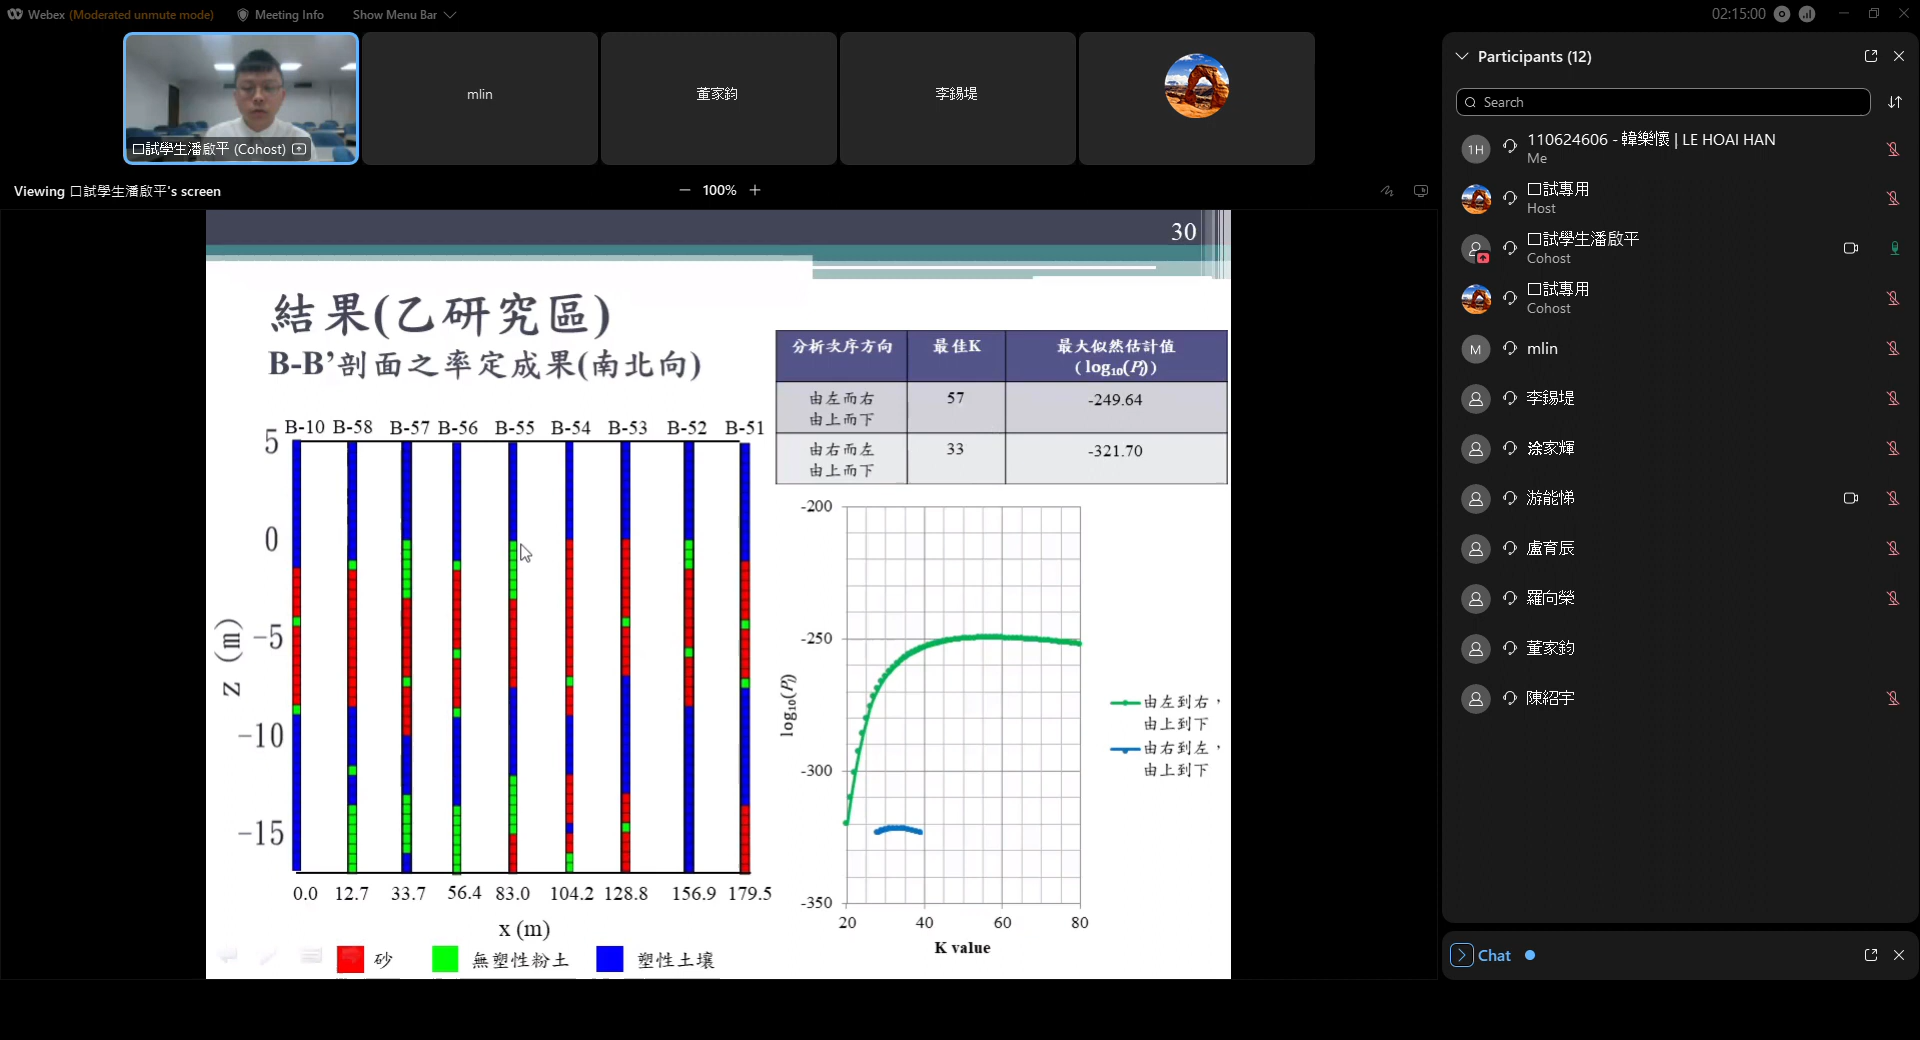 Webex (Moderated unmute mode) Meeting Info Show Menu Bar
02:15:00
口試學生潘啟平 (Cohost)
mlin
董家鈞
李錫堤
Viewing 口試學生潘啟平's screen
100%
30
結果(乙研究區)
B-B’剖面之率定成果(南北向)
分析次序方向 最佳K 最大似然估計值
(log₁₀(Pⱼ))
由左而右 57 -249.64
由上而下
由右而左 33 -321.70
由上而下
B-10 B-58 B-57 B-56 B-55 B-54 B-53 B-52 B-51
5
0
-5
-10
-15
Z (m)
0.0 12.7 33.7 56.4 83.0 104.2 128.8 156.9 179.5
x (m)
砂 無塑性粉土 塑性土壤
-200
-250
-300
-350
log₁₀(Pⱼ)
20 40 60 80
K value
由左到右，
由上到下
由右到左，
由上到下
Participants (12)
Search
1H
110624606 - 韓樂懷 | LE HOAI HAN
Me
口試專用
Host
口試學生潘啟平
Cohost
口試專用
Cohost
M
mlin
李錫堤
涂家輝
游能悌
盧育辰
羅向榮
董家鈞
陳紹宇
Chat